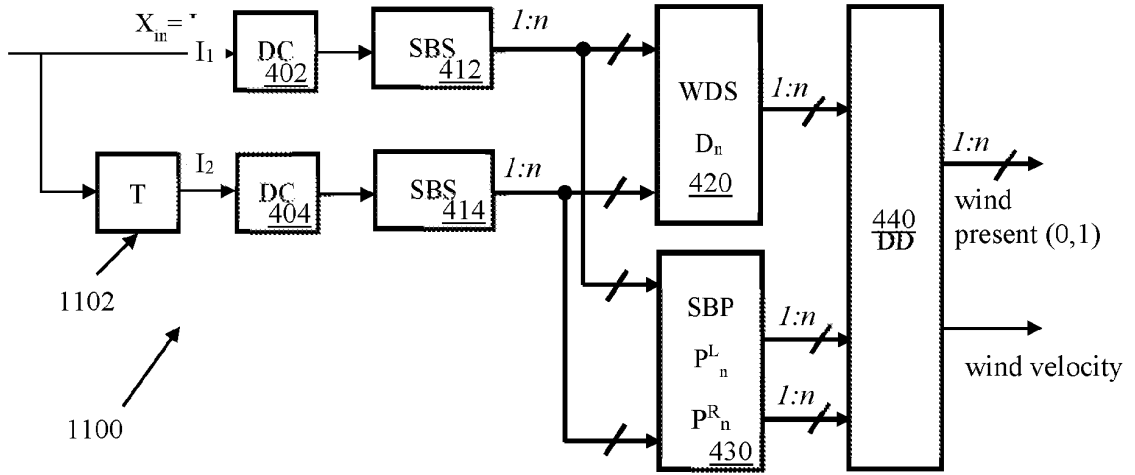 X_in=
I₁
DC
402
SBS
412
1:n
WDS
Dₙ
420
1:n
T
I₂
DC
404
SBS
414
1:n
440
DD
1:n
wind
present (0,1)
1102
SBP
P^L_n
P^R_n
430
1:n
1:n
wind velocity
1100